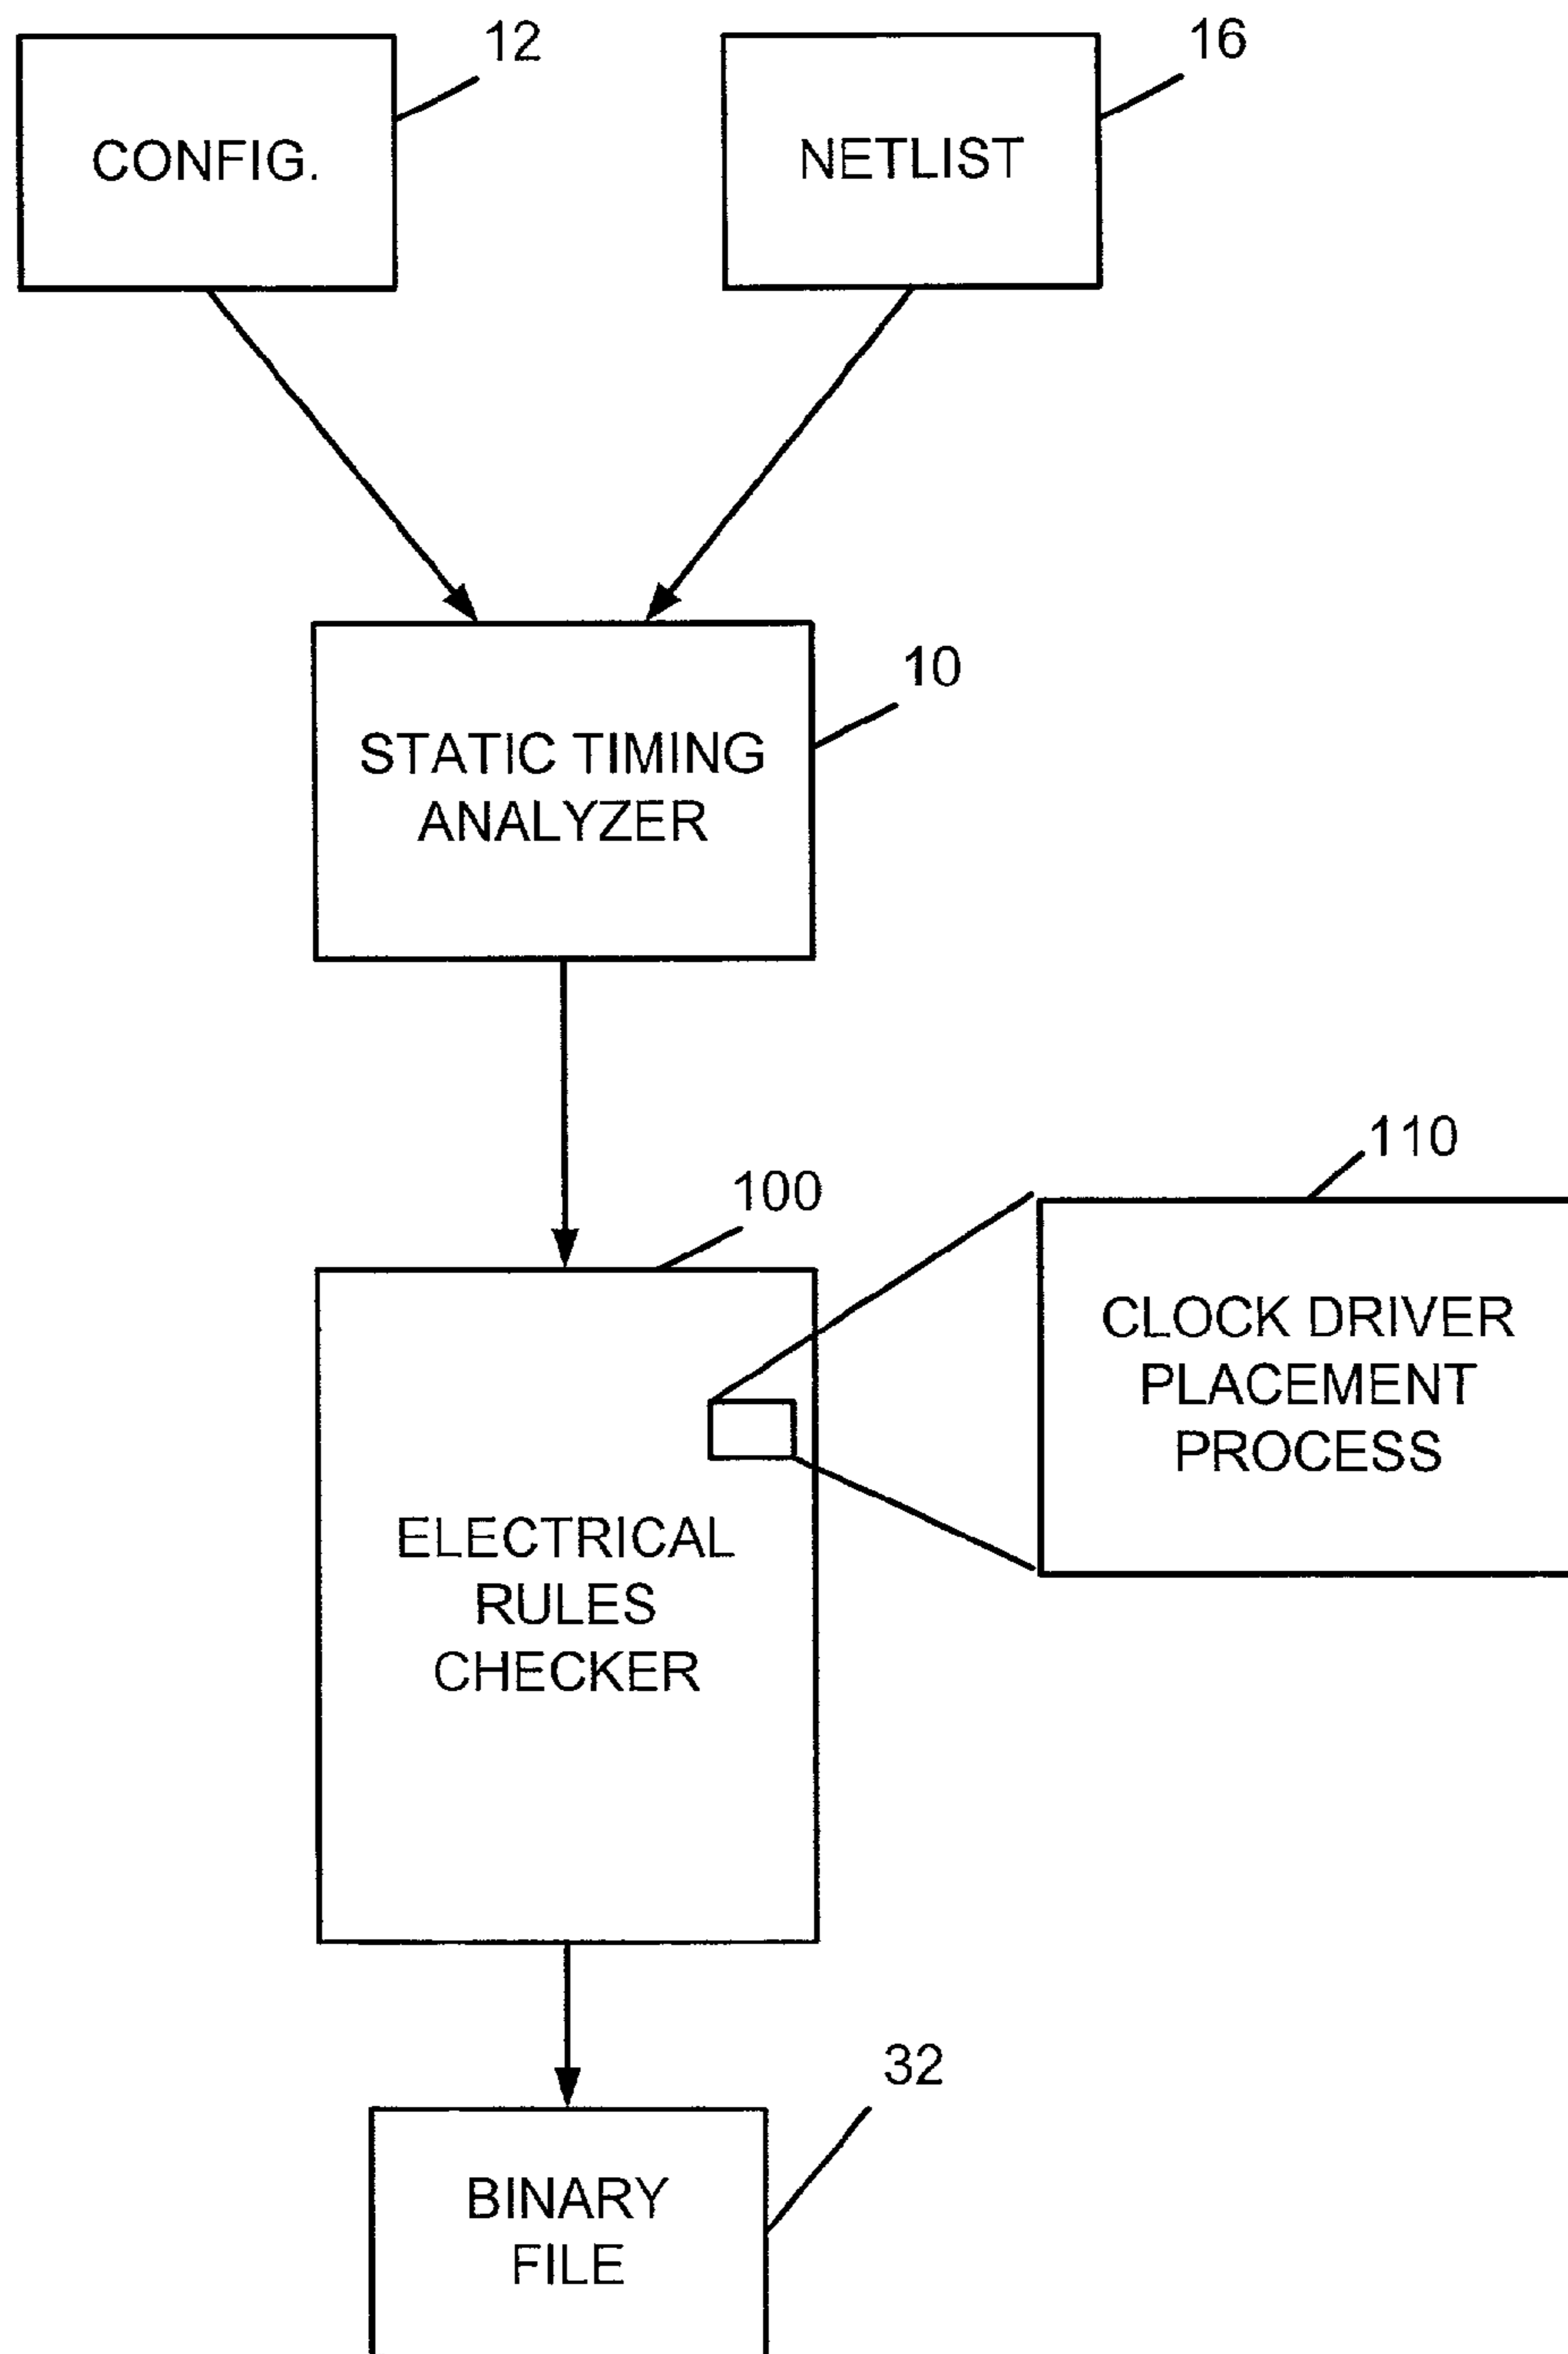 12
16
CONFIG.
NETLIST
10
STATIC TIMING
ANALYZER
110
100
CLOCK DRIVER
PLACEMENT
PROCESS
ELECTRICAL
RULES
CHECKER
32
BINARY
FILE